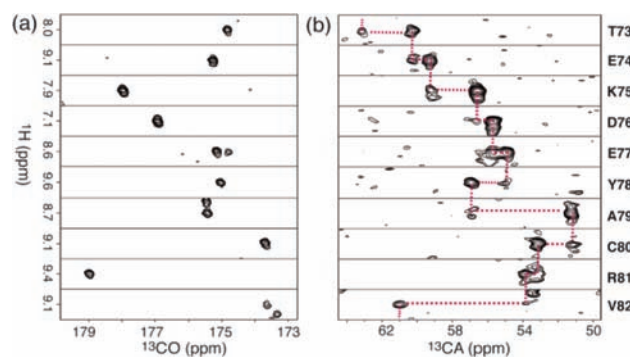 (a)
8.0
9.1
7.9
7.1
8.6
9.6
8.7
9.1
9.4
9.1
¹H (ppm)
179 177 175 173
¹³CO (ppm)
(b)
T73
E74
K75
D76
E77
Y78
A79
C80
R81
V82
62 58 54 50
¹³CA (ppm)